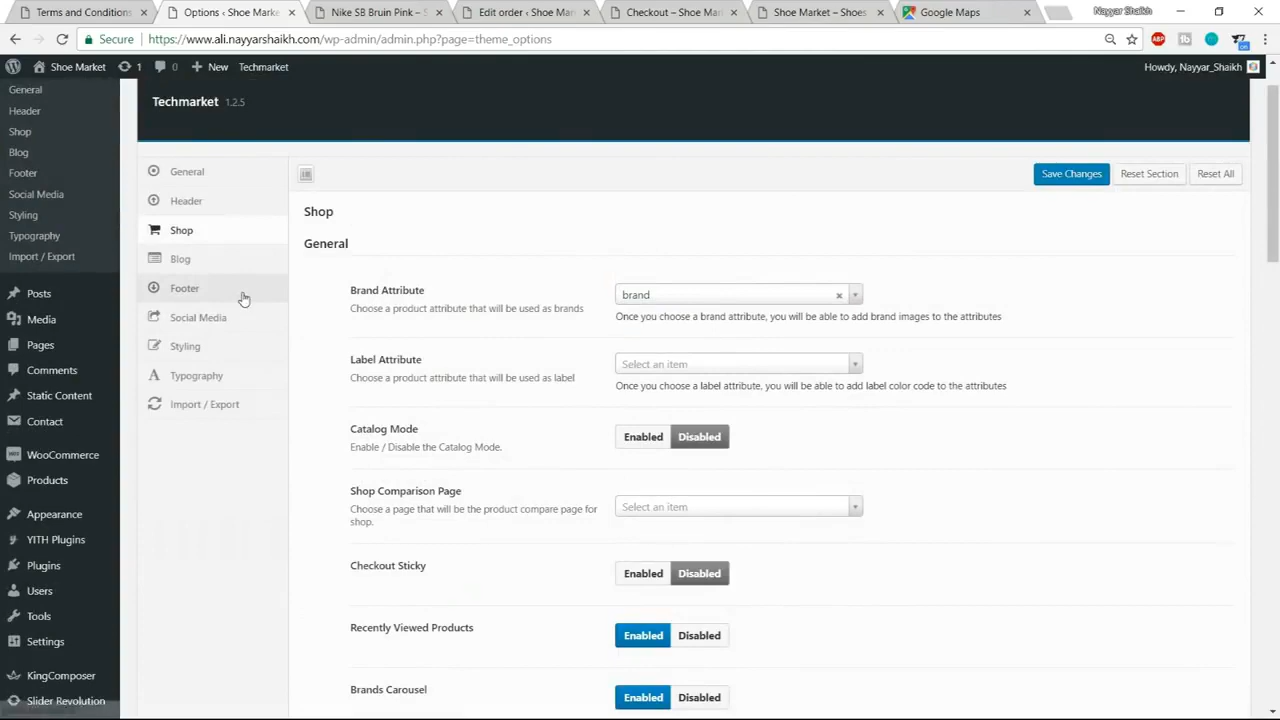 Terms and Conditions
Options ‹ Shoe Marke
Nike SB Bruin Pink – S
Edit order ‹ Shoe Mar
Checkout – Shoe Mar
Shoe Market – Shoes
Google Maps
Nayyar Shaikh
Secure
https://www.ali.nayyarshaikh.com/wp-admin/admin.php?page=theme_options
ABP
on
Shoe Market
1
0
New
Techmarket
Howdy, Nayyar_Shaikh
General
Header
Shop
Blog
Footer
Social Media
Styling
Typography
Import / Export
Posts
Media
Pages
Comments
Static Content
Contact
WooCommerce
Products
Appearance
YITH Plugins
Plugins
Users
Tools
Settings
KingComposer
Slider Revolution
Techmarket 1.2.5
General
Header
Shop
Blog
Footer
Social Media
Styling
Typography
Import / Export
Save Changes
Reset Section
Reset All
Shop
General
Brand Attribute
Choose a product attribute that will be used as brands
brand
Once you choose a brand attribute, you will be able to add brand images to the attributes
Label Attribute
Choose a product attribute that will be used as label
Select an item
Once you choose a label attribute, you will be able to add label color code to the attributes
Catalog Mode
Enable / Disable the Catalog Mode.
Enabled Disabled
Shop Comparison Page
Choose a page that will be the product compare page for
shop.
Select an item
Checkout Sticky
Enabled Disabled
Recently Viewed Products
Enabled Disabled
Brands Carousel
Enabled Disabled